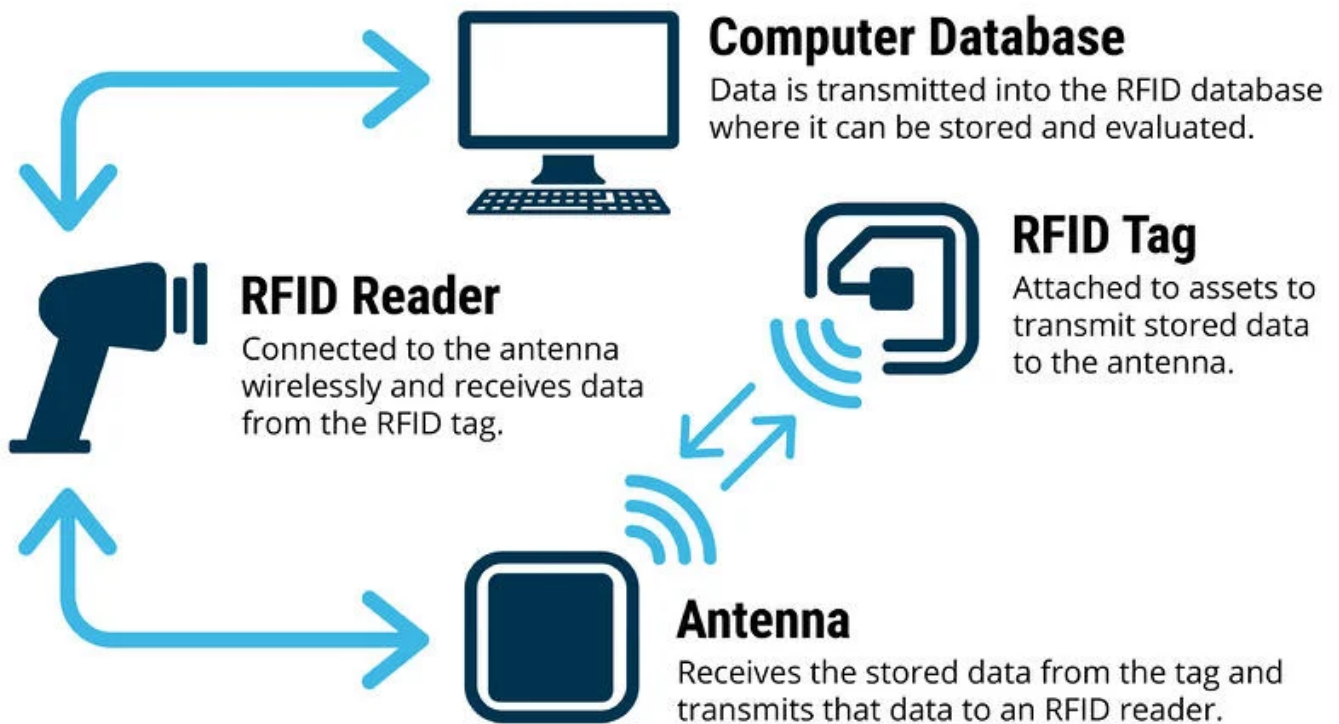 Computer Database
Data is transmitted into the RFID database
where it can be stored and evaluated.
RFID Tag
Attached to assets to
transmit stored data
to the antenna.
RFID Reader
Connected to the antenna
wirelessly and receives data
from the RFID tag.
Antenna
Receives the stored data from the tag and
transmits that data to an RFID reader.